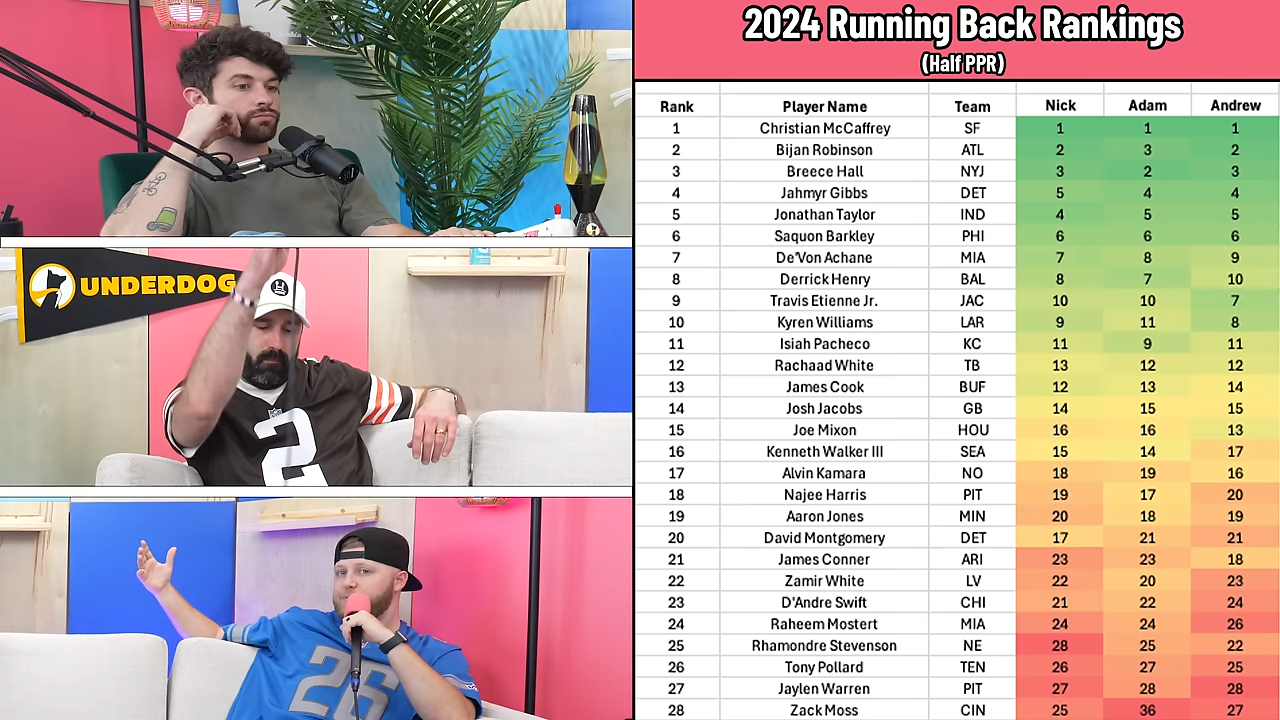 UNDERDOG
2
26
2024 Running Back Rankings
(Half PPR)
Rank Player Name Team Nick Adam Andrew
1 Christian McCaffrey SF 1 1 1
2 Bijan Robinson ATL 2 3 2
3 Breece Hall NYJ 3 2 3
4 Jahmyr Gibbs DET 5 4 4
5 Jonathan Taylor IND 4 5 5
6 Saquon Barkley PHI 6 6 6
7 De'Von Achane MIA 7 8 9
8 Derrick Henry BAL 8 7 10
9 Travis Etienne Jr. JAC 10 10 7
10 Kyren Williams LAR 9 11 8
11 Isiah Pacheco KC 11 9 11
12 Rachaad White TB 13 12 12
13 James Cook BUF 12 13 14
14 Josh Jacobs GB 14 15 15
15 Joe Mixon HOU 16 16 13
16 Kenneth Walker III SEA 15 14 17
17 Alvin Kamara NO 18 19 16
18 Najee Harris PIT 19 17 20
19 Aaron Jones MIN 20 18 19
20 David Montgomery DET 17 21 21
21 James Conner ARI 23 23 18
22 Zamir White LV 22 20 23
23 D'Andre Swift CHI 21 22 24
24 Raheem Mostert MIA 24 24 26
25 Rhamondre Stevenson NE 28 25 22
26 Tony Pollard TEN 26 27 25
27 Jaylen Warren PIT 27 28 28
28 Zack Moss CIN 25 36 27